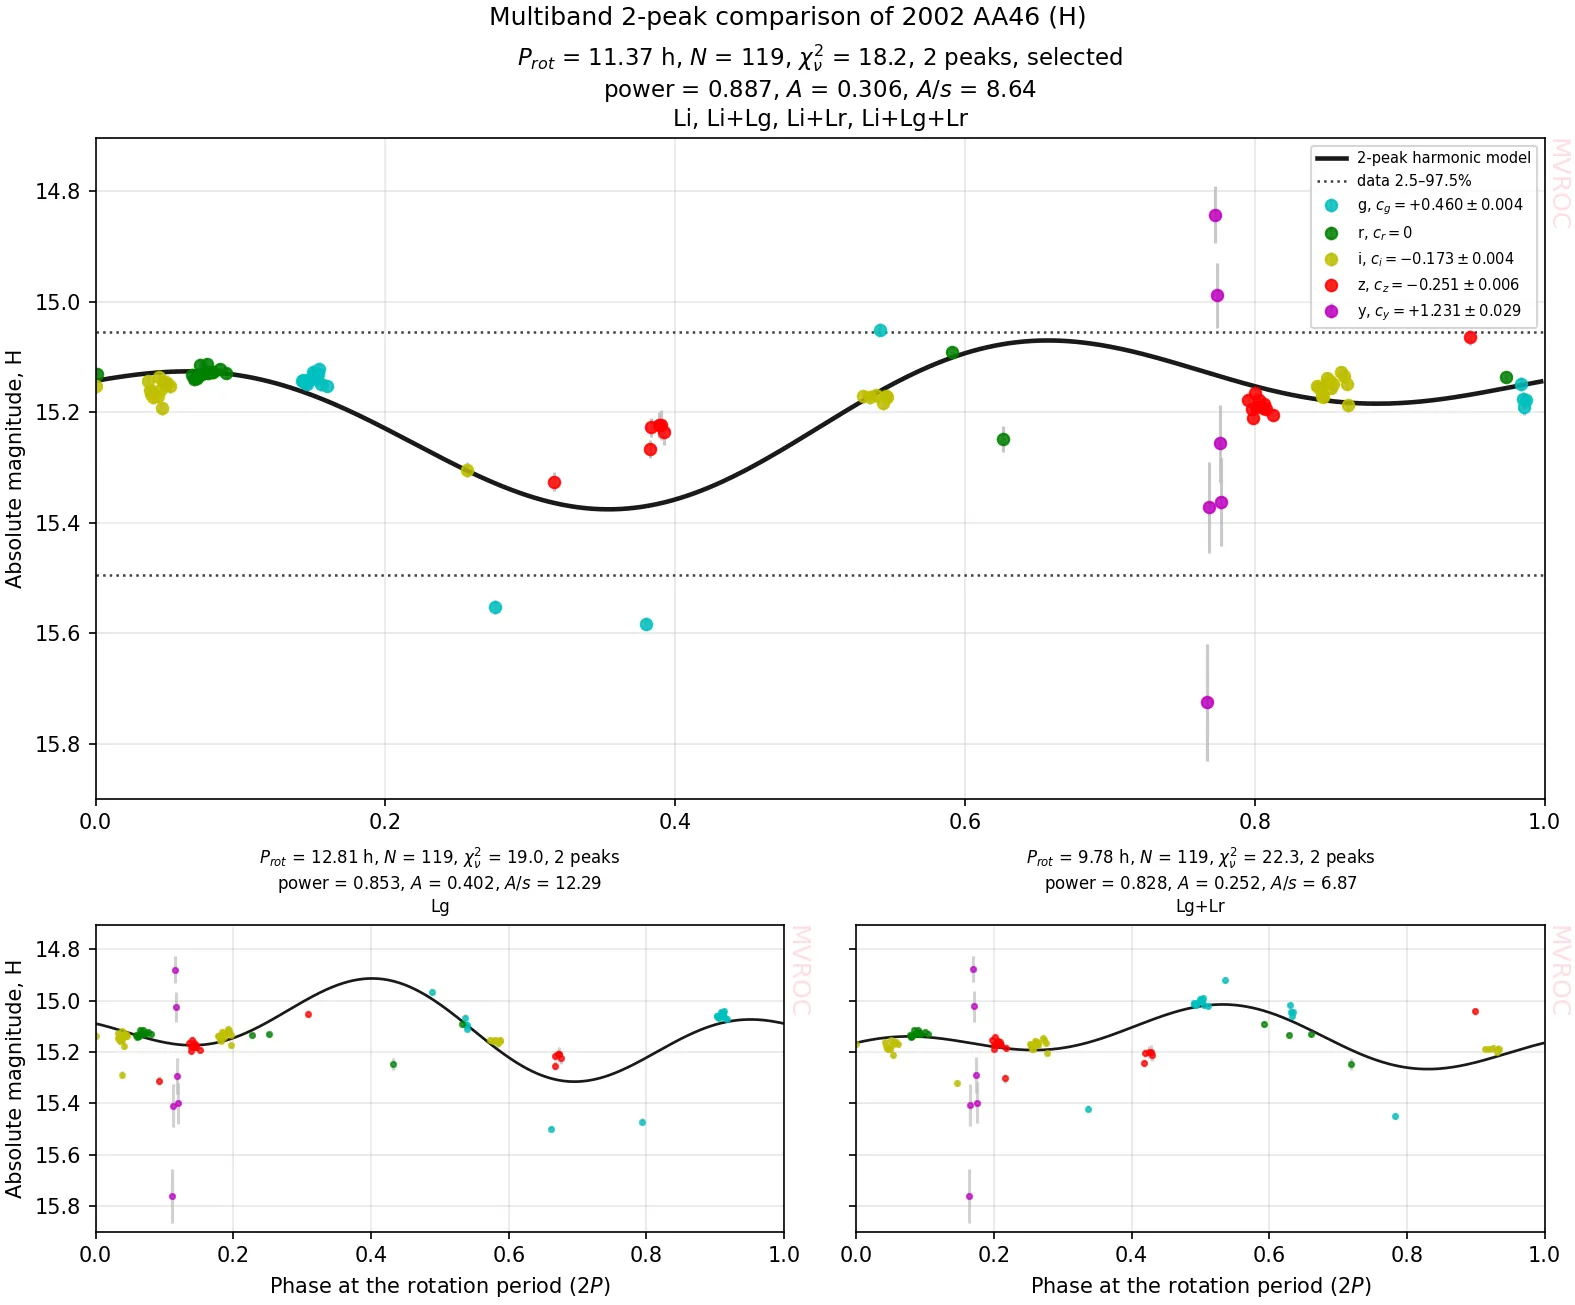 Multiband 2-peak comparison of 2002 AA46 (H)
P_rot = 11.37 h, N = 119, χ²_ν = 18.2, 2 peaks, selected
power = 0.887, A = 0.306, A/s = 8.64
Li, Li+Lg, Li+Lr, Li+Lg+Lr
MVROC
2-peak harmonic model
data 2.5–97.5%
g, c_g = +0.460 ± 0.004
r, c_r = 0
i, c_i = −0.173 ± 0.004
z, c_z = −0.251 ± 0.006
y, c_y = +1.231 ± 0.029
Absolute magnitude, H
14.8
15.0
15.2
15.4
15.6
15.8
0.0 0.2 0.4 0.6 0.8 1.0
P_rot = 12.81 h, N = 119, χ²_ν = 19.0, 2 peaks
power = 0.853, A = 0.402, A/s = 12.29
Lg
MVROC
Absolute magnitude, H
14.8
15.0
15.2
15.4
15.6
15.8
0.0 0.2 0.4 0.6 0.8 1.0
Phase at the rotation period (2P)
P_rot = 9.78 h, N = 119, χ²_ν = 22.3, 2 peaks
power = 0.828, A = 0.252, A/s = 6.87
Lg+Lr
MVROC
0.0 0.2 0.4 0.6 0.8 1.0
Phase at the rotation period (2P)